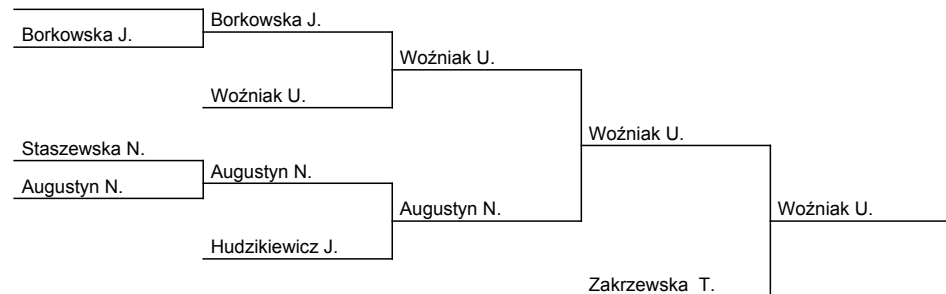 Borkowska J.
Borkowska J.
Woźniak U.
Woźniak U.
Woźniak U.
Staszewska N.
Augustyn N.
Augustyn N.
Augustyn N.
Woźniak U.
Hudzikiewicz J.
Zakrzewska T.